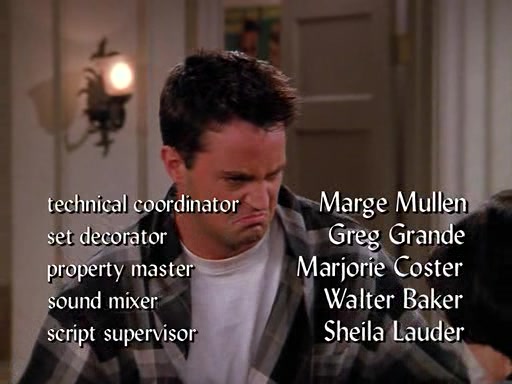 technical coordinator Marge Mullen
set decorator Greg Grande
property master Marjorie Coster
sound mixer Walter Baker
script supervisor Sheila Lauder